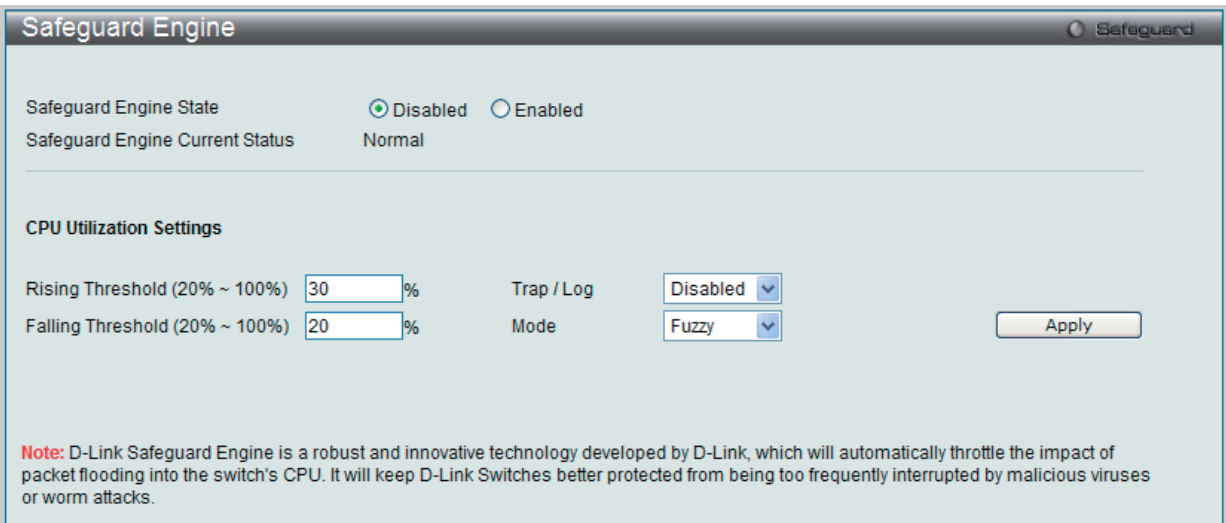 Safeguard Engine
Safeguard
Safeguard Engine State Disabled Enabled
Safeguard Engine Current Status Normal
CPU Utilization Settings
Rising Threshold (20% ~ 100%) 30 % Trap / Log Disabled
Falling Threshold (20% ~ 100%) 20 % Mode Fuzzy Apply
Note: D-Link Safeguard Engine is a robust and innovative technology developed by D-Link, which will automatically throttle the impact of
packet flooding into the switch's CPU. It will keep D-Link Switches better protected from being too frequently interrupted by malicious viruses
or worm attacks.